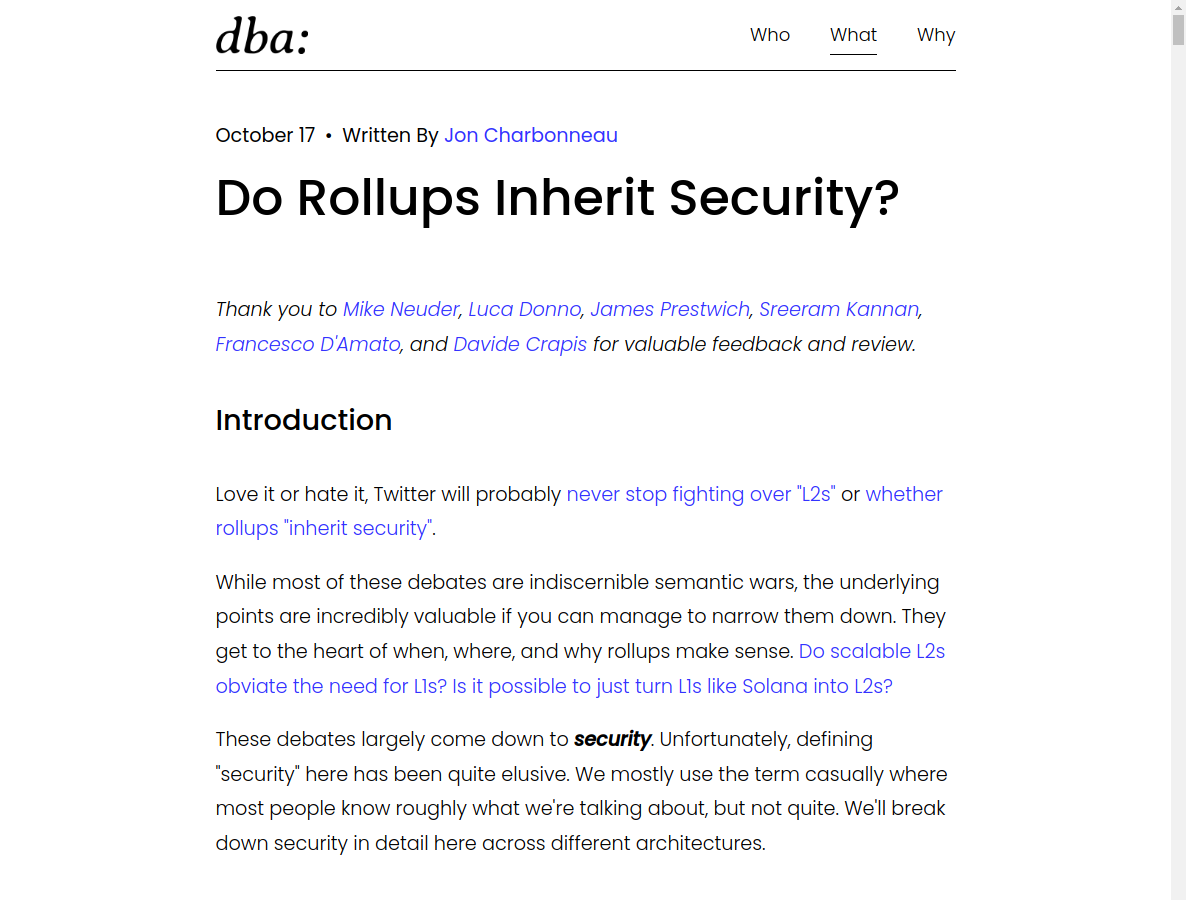 dba:
Who What Why
October 17 • Written By Jon Charbonneau
Do Rollups Inherit Security?
Thank you to Mike Neuder, Luca Donno, James Prestwich, Sreeram Kannan,
Francesco D'Amato, and Davide Crapis for valuable feedback and review.
Introduction
Love it or hate it, Twitter will probably never stop fighting over "L2s" or whether
rollups "inherit security".
While most of these debates are indiscernible semantic wars, the underlying
points are incredibly valuable if you can manage to narrow them down. They
get to the heart of when, where, and why rollups make sense. Do scalable L2s
obviate the need for L1s? Is it possible to just turn L1s like Solana into L2s?
These debates largely come down to security. Unfortunately, defining
"security" here has been quite elusive. We mostly use the term casually where
most people know roughly what we're talking about, but not quite. We'll break
down security in detail here across different architectures.